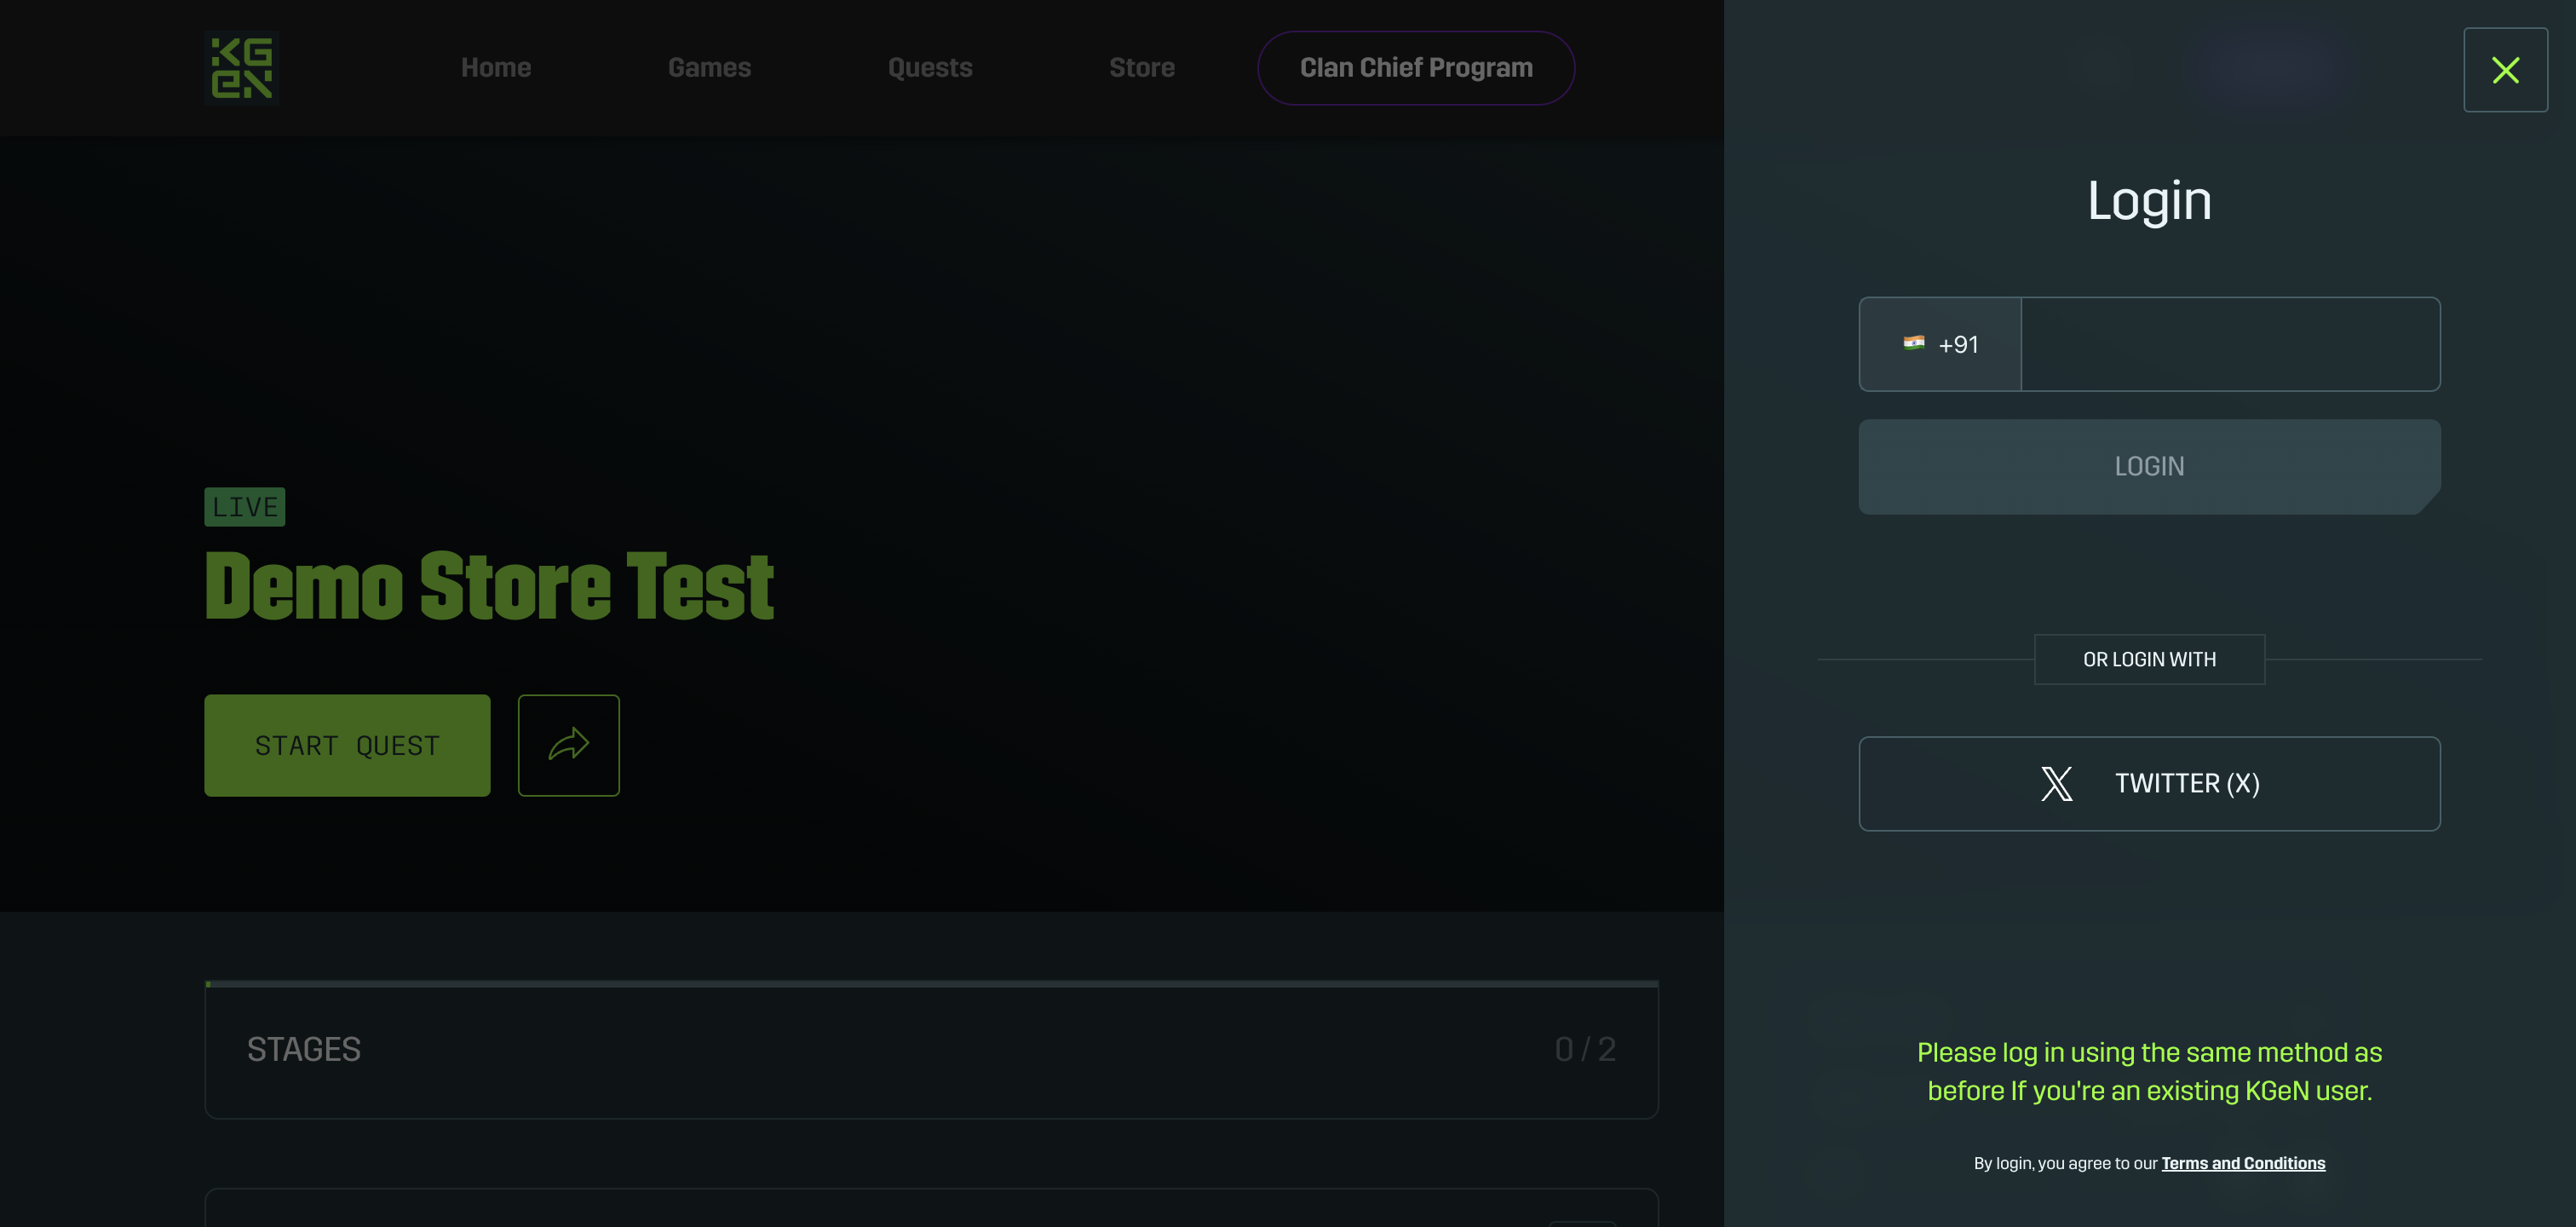 KGEN
Home
Games
Quests
Store
Clan Chief Program
LIVE
Demo Store Test
START QUEST
STAGES
0 / 2
Login
+91
LOGIN
OR LOGIN WITH
TWITTER (X)
Please log in using the same method as
before If you're an existing KGeN user.
By login, you agree to our Terms and Conditions